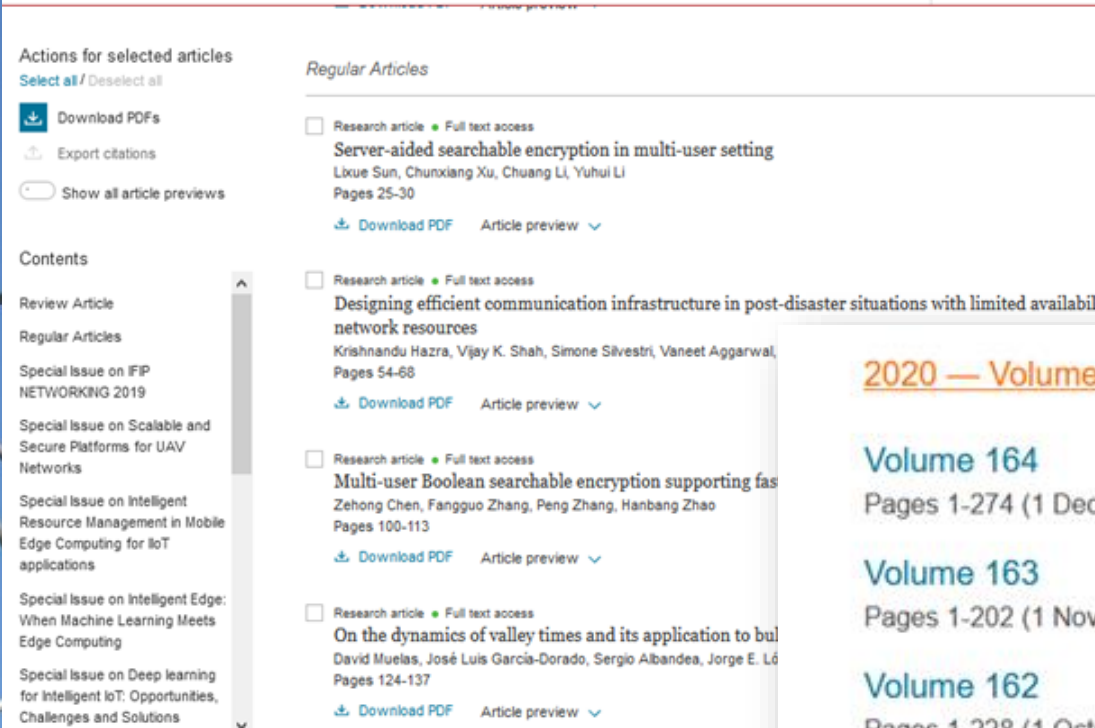 Download PDF Article preview
Actions for selected articles
Select all / Deselect all
Download PDFs
Export citations
Show all article previews
Contents
Review Article
Regular Articles
Special Issue on IFIP
NETWORKING 2019
Special Issue on Scalable and
Secure Platforms for UAV
Networks
Special Issue on Intelligent
Resource Management in Mobile
Edge Computing for IIoT
applications
Special Issue on Intelligent Edge:
When Machine Learning Meets
Edge Computing
Special Issue on Deep learning
for Intelligent IoT: Opportunities,
Challenges and Solutions
Regular Articles
Research article • Full text access
Server-aided searchable encryption in multi-user setting
Lixue Sun, Chunxiang Xu, Chuang Li, Yuhui Li
Pages 25-30
Download PDF Article preview
Research article • Full text access
Designing efficient communication infrastructure in post-disaster situations with limited availabil
network resources
Krishnandu Hazra, Vijay K. Shah, Simone Silvestri, Vaneet Aggarwal,
Pages 54-68
Download PDF Article preview
Research article • Full text access
Multi-user Boolean searchable encryption supporting fas
Zehong Chen, Fangguo Zhang, Peng Zhang, Hanbang Zhao
Pages 100-113
Download PDF Article preview
Research article • Full text access
On the dynamics of valley times and its application to bul
David Muelas, José Luis García-Dorado, Sergio Albandea, Jorge E. Ló
Pages 124-137
Download PDF Article preview
2020 — Volume
Volume 164
Pages 1-274 (1 Dec
Volume 163
Pages 1-202 (1 Nov
Volume 162
Pages 1-228 (1 Oct